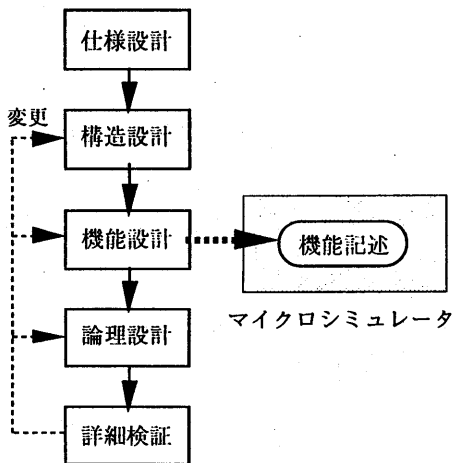 仕様設計
変更
構造設計
機能設計
機能記述
マイクロシミュレータ
論理設計
詳細検証